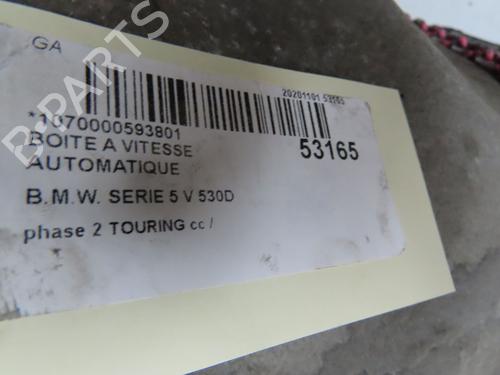 GA
20201101 53165
*1070000593801
BOITE A VITESSE
AUTOMATIQUE
53165
B.M.W. SERIE 5 V 530D
phase 2 TOURING cc /
B-PARTS